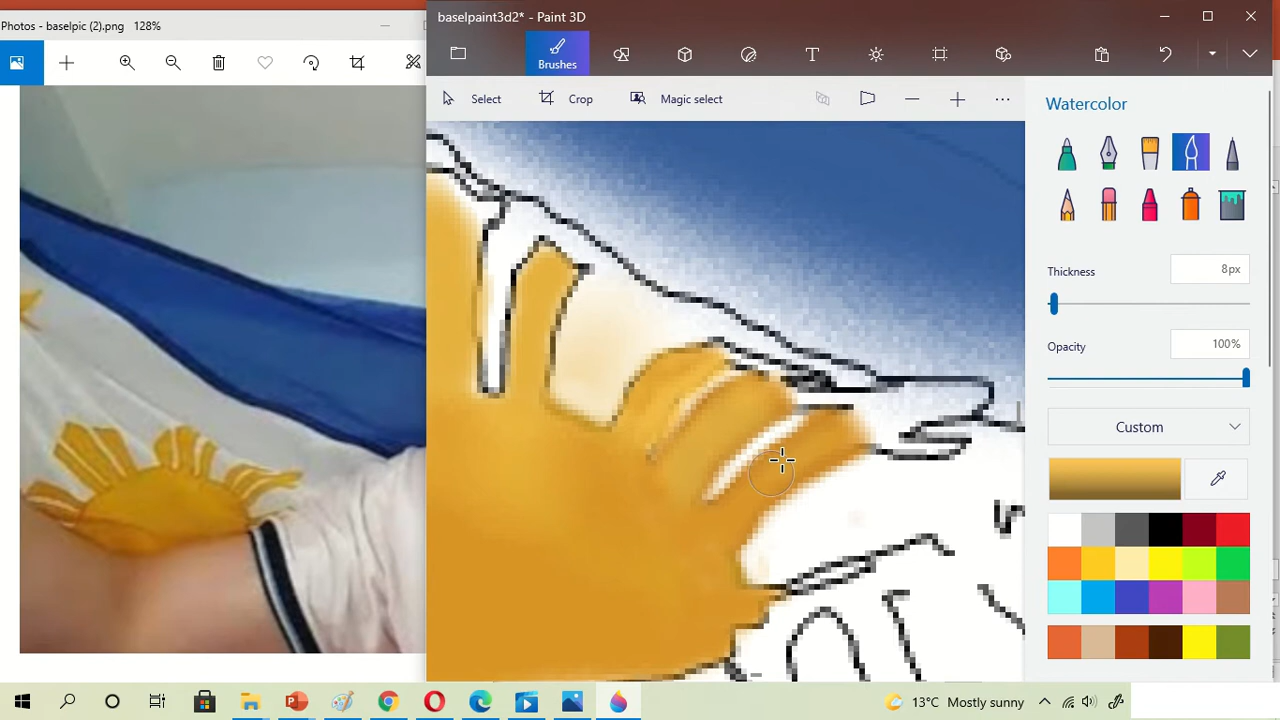 Photos - baselpic (2).png 128%
baselpaint3d2* - Paint 3D
Brushes
Select
Crop
Magic select
Watercolor
Thickness
8px
Opacity
100%
Custom
13°C Mostly sunny